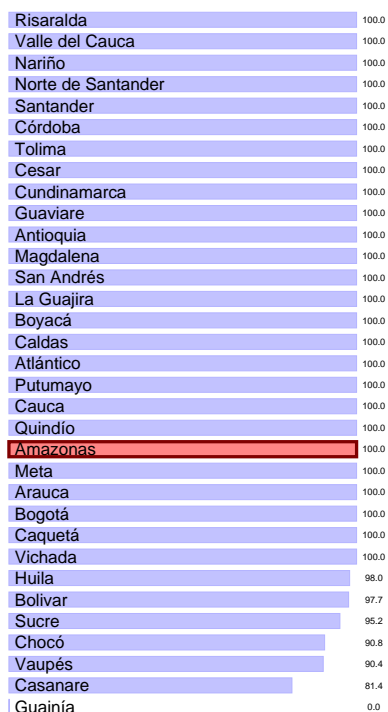 Risaralda 100.0
Valle del Cauca 100.0
Nariño 100.0
Norte de Santander 100.0
Santander 100.0
Córdoba 100.0
Tolima 100.0
Cesar 100.0
Cundinamarca 100.0
Guaviare 100.0
Antioquia 100.0
Magdalena 100.0
San Andrés 100.0
La Guajira 100.0
Boyacá 100.0
Caldas 100.0
Atlántico 100.0
Putumayo 100.0
Cauca 100.0
Quindío 100.0
Amazonas 100.0
Meta 100.0
Arauca 100.0
Bogotá 100.0
Caquetá 100.0
Vichada 100.0
Huila 98.0
Bolivar 97.7
Sucre 95.2
Chocó 90.8
Vaupés 90.4
Casanare 81.4
Guainía 0.0